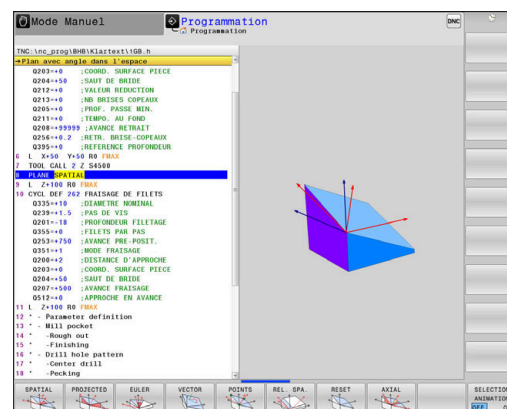 Mode Manuel
Programmation
Programmation
DNC
TNC:\nc_prog\BHB\Klartext\1GB.h
→Plan avec angle dans l'espace
Q203=+0 ;COORD. SURFACE PIECE
Q204=+50 ;SAUT DE BRIDE
Q212=+0 ;VALEUR REDUCTION
Q213=+0 ;NB BRISES COPEAUX
Q205=+0 ;PROF. PASSE MIN.
Q211=+0 ;TEMPO. AU FOND
Q208=+99999 ;AVANCE RETRAIT
Q256=+0.2 ;RETR. BRISE-COPEAUX
Q395=+0 ;REFERENCE PROFONDEUR
6 L X+50 Y+50 R0 FMAX
7 TOOL CALL 2 Z S4500
8 PLANE SPATIAL
9 L Z+100 R0 FMAX
10 CYCL DEF 262 FRAISAGE DE FILETS
Q335=+10 ;DIAMETRE NOMINAL
Q239=+1.5 ;PAS DE VIS
Q201=-18 ;PROFONDEUR FILETAGE
Q355=+0 ;FILETS PAR PAS
Q253=+750 ;AVANCE PRE-POSIT.
Q351=+1 ;MODE FRAISAGE
Q200=+2 ;DISTANCE D'APPROCHE
Q203=+0 ;COORD. SURFACE PIECE
Q204=+50 ;SAUT DE BRIDE
Q207=+500 ;AVANCE FRAISAGE
Q512=+0 ;APPROCHE EN AVANCE
11 L Z+100 R0 FMAX
12 * - Parameter definition
13 * - Mill pocket
14 * -Rough out
15 * -Finishing
16 * - Drill hole pattern
17 * -Center drill
18 * -Pecking
SPATIAL PROJECTED EULER VECTOR POINTS REL. SPA. RESET AXIAL SELECTION
ANIMATION
OFF